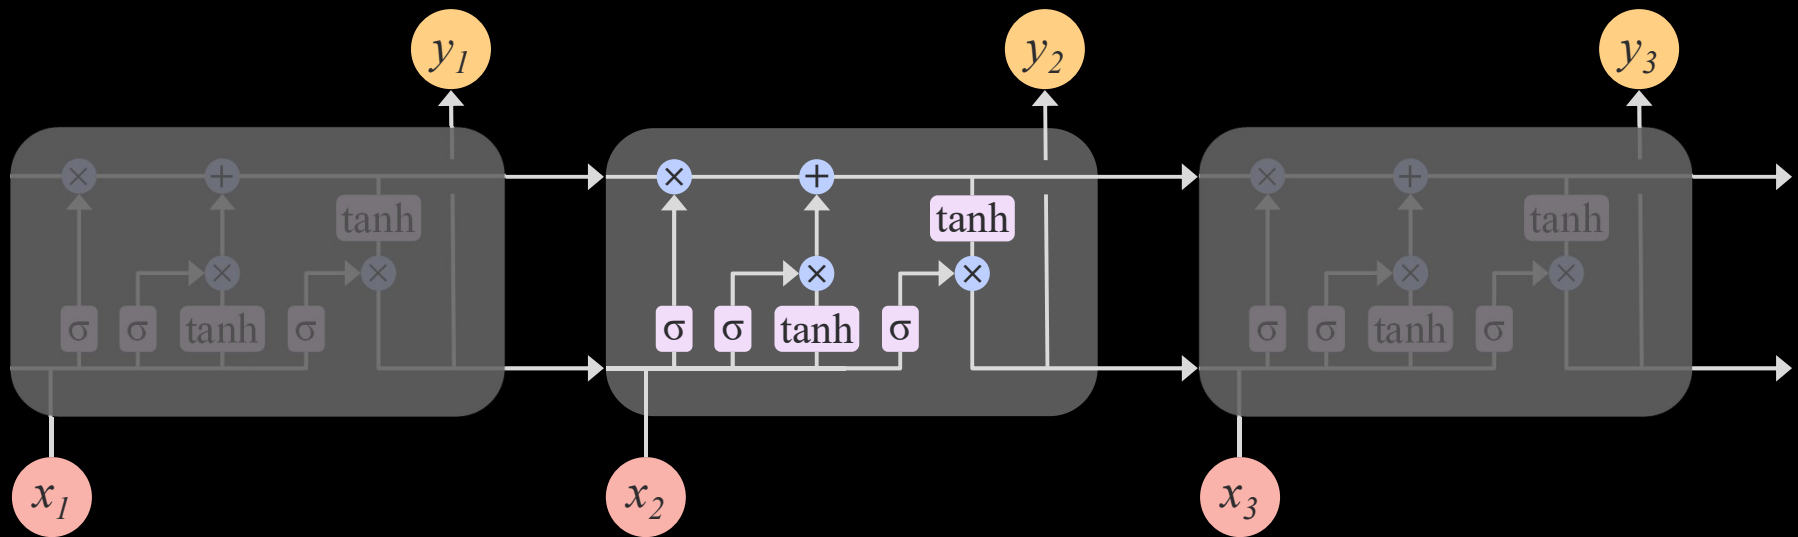 y1 y2 y3
× + × + × +
tanh tanh tanh
× × × × × ×
σ σ tanh σ σ σ tanh σ σ σ tanh σ
x1 x2 x3